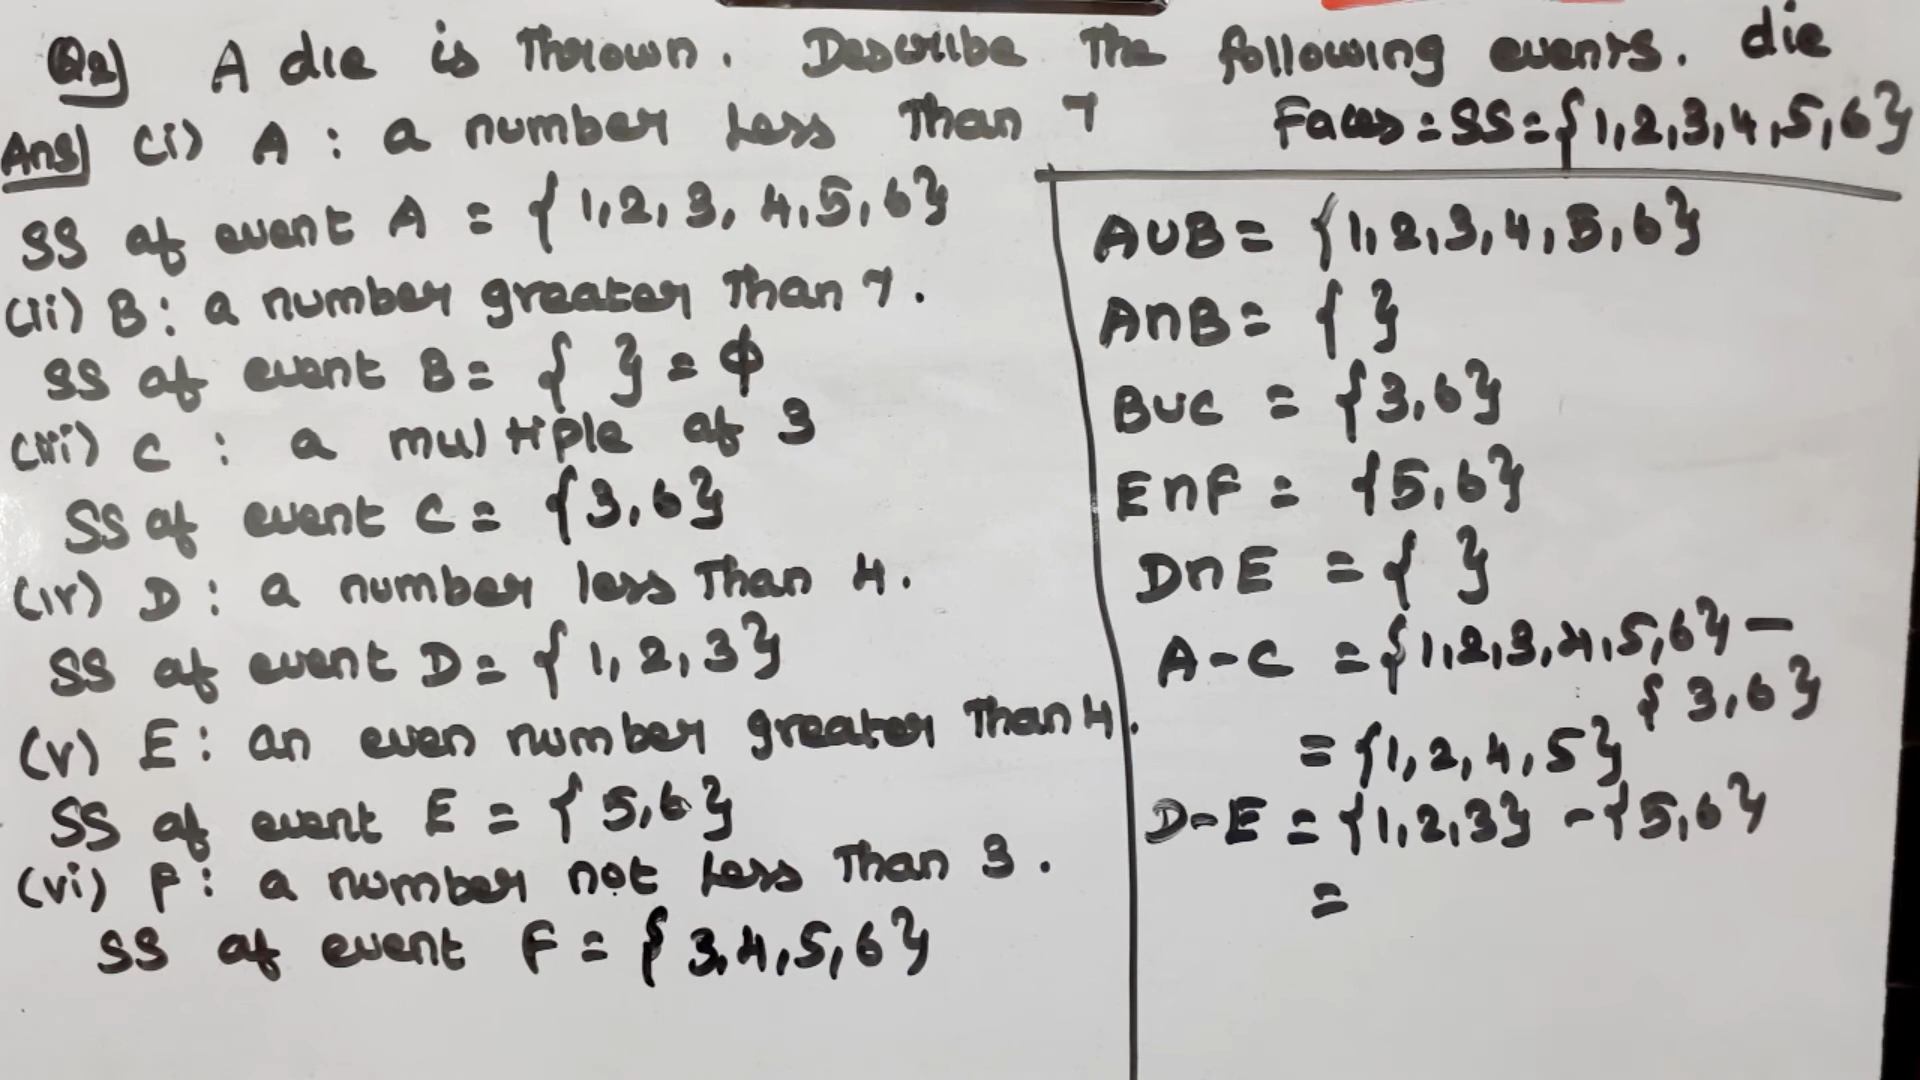 Q2) A die is thrown. Describe the following events. die
Faces = SS = {1,2,3,4,5,6}
Ans) (i) A : a number less than 7
SS of event A = {1,2,3,4,5,6}
(ii) B : a number greater than 7.
SS of event B = { } = ϕ
(iii) C : a multiple of 3
SS of event C = {3,6}
(iv) D : a number less than 4.
SS of event D = {1,2,3}
(v) E : an even number greater than 4.
SS of event E = {5,6}
(vi) F : a number not less than 3.
SS of event F = {3,4,5,6}
A∪B = {1,2,3,4,5,6}
A∩B = { }
B∪C = {3,6}
E∩F = {5,6}
D∩E = { }
A-C = {1,2,3,4,5,6} -
{3,6}
= {1,2,4,5}
D-E = {1,2,3} - {5,6}
=